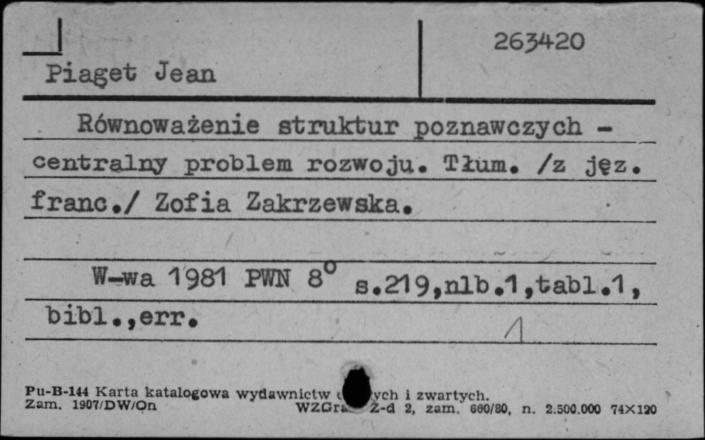 263420
Piaget Jean
Równoważenie struktur poznawczych -
centralny problem rozwoju. Tłum. /z jęz.
franc./ Zofia Zakrzewska.
W-wa 1981 PWN 8° s.219,nlb.1,tabl.1,
bibl.,err.
1
Pu-B-144 Karta katalogowa wydawnictw i zwartych.
Zam. 1907/DW/On Z-d 2, zam. 660/80, n. 2.500.000 74X120